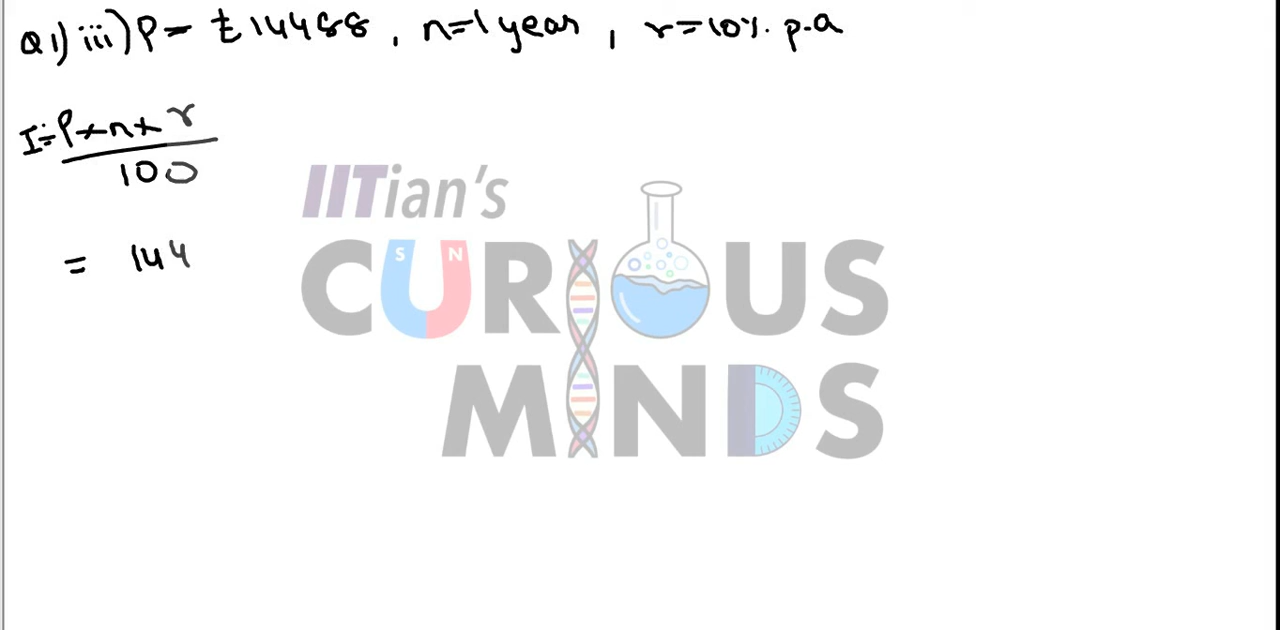 Q1) iii) P = ₹14488, n=1 year, r=10% p.a
I = P×n×r
100
= 144
IITian's
CURIOUS
MINDS